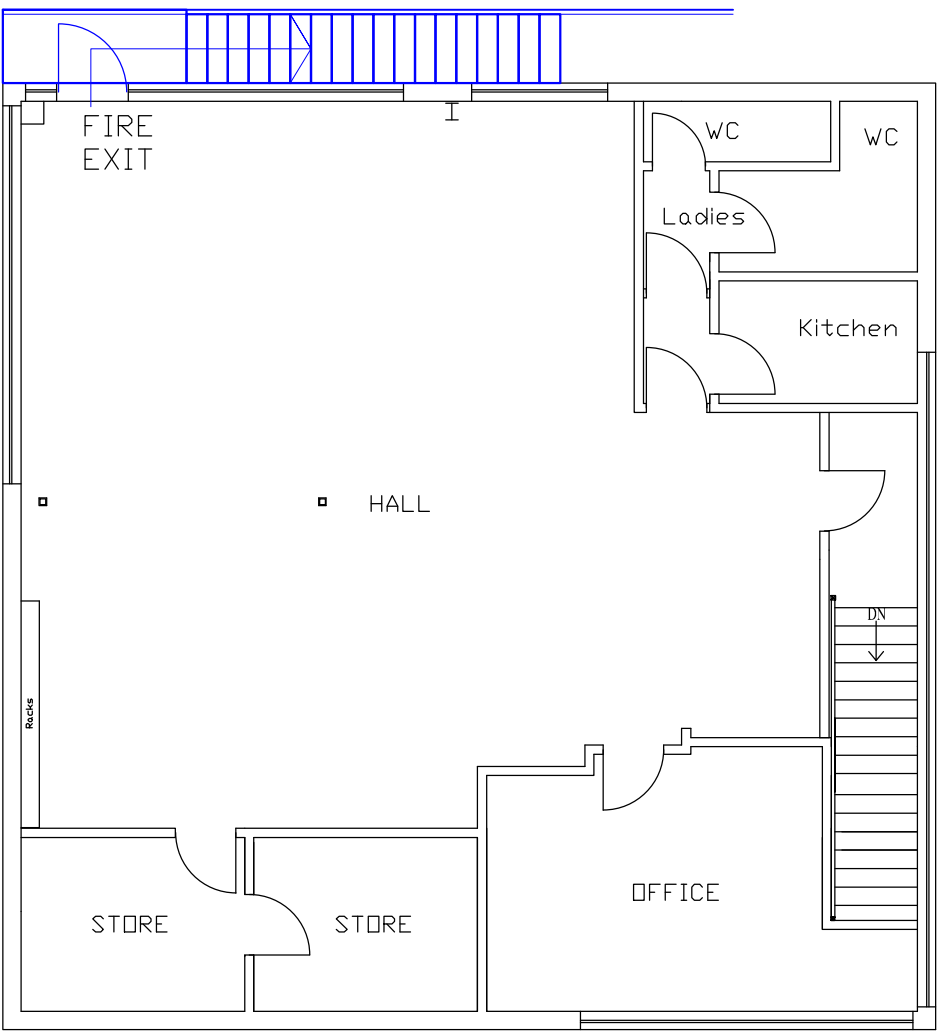 FIRE
EXIT
WC
WC
Ladies
Kitchen
HALL
DN
Racks
OFFICE
STORE
STORE